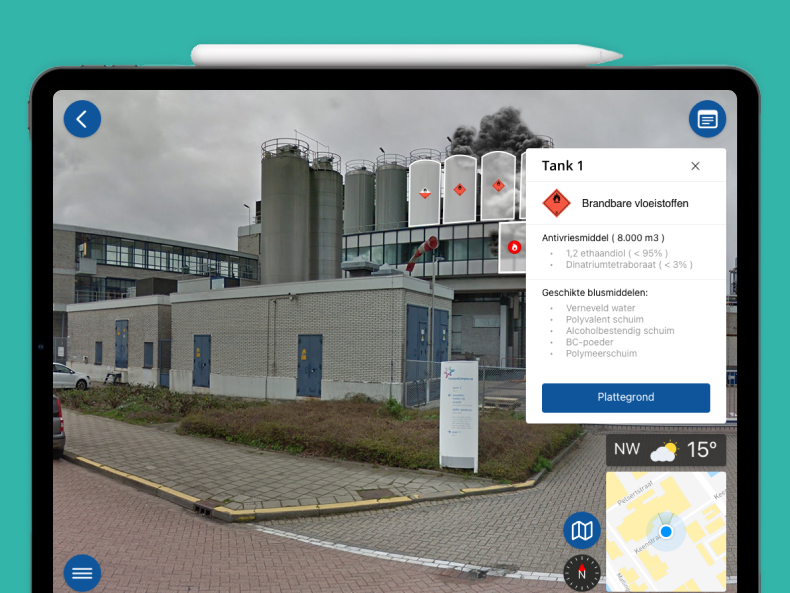 Tank 1
Brandbare vloeistoffen
Antivriesmiddel ( 8.000 m3 )
• 1,2 ethaandiol ( < 95% )
• Dinatriumtetraboraat ( < 3% )
Geschikte blusmiddelen:
• Verneveld water
• Polyvalent schuim
• Alcoholbestendig schuim
• BC-poeder
• Polymeerschuim
Plattegrond
NW 15°
Pelsertstraat
N